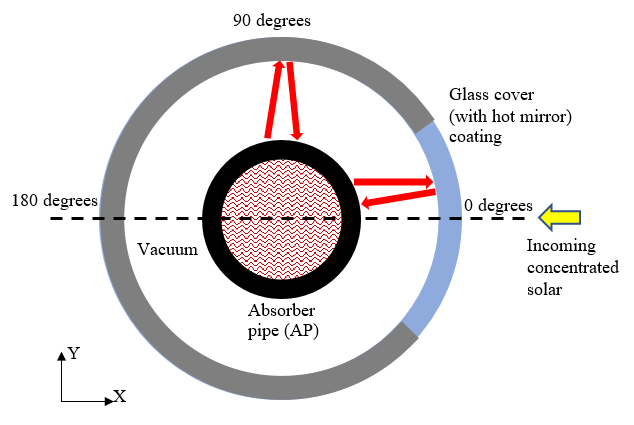 90 degrees
Glass cover
(with hot mirror)
coating
180 degrees
0 degrees
Vacuum
Incoming
concentrated
solar
Absorber
pipe (AP)
Y
X